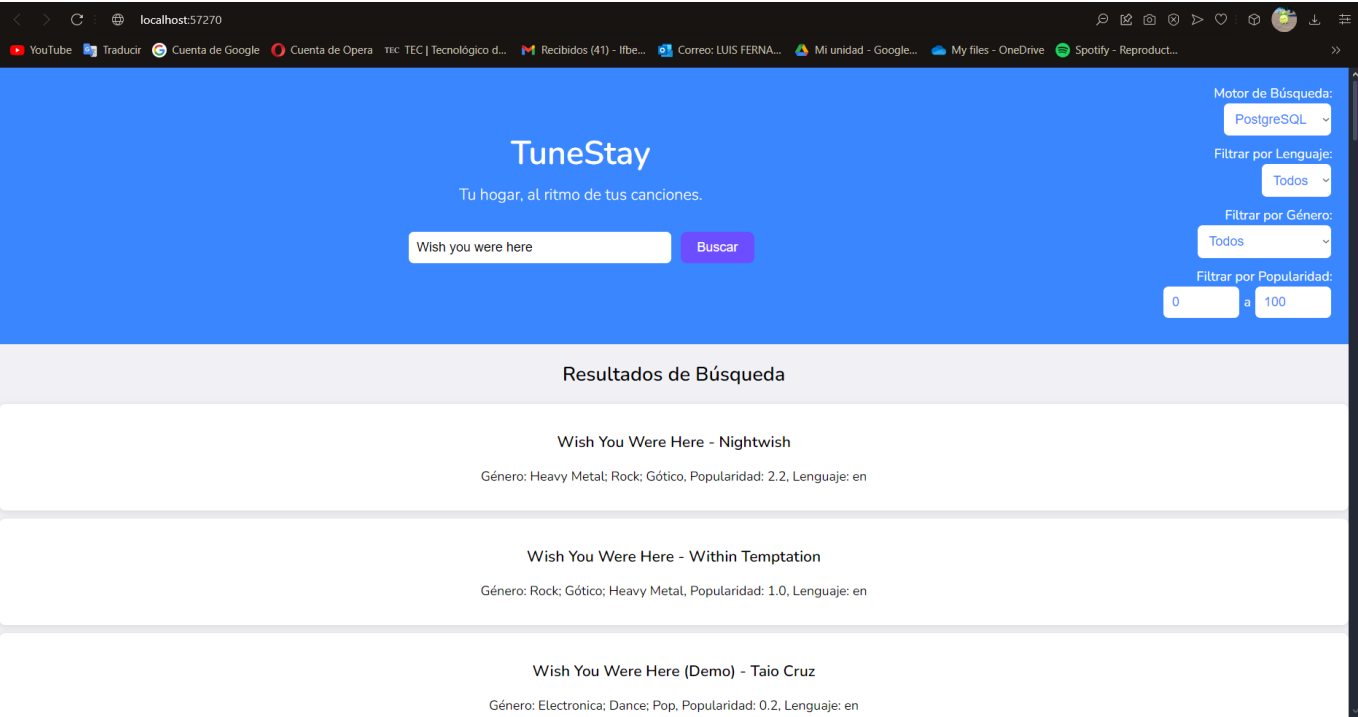 localhost:57270
YouTube Traducir Cuenta de Google Cuenta de Opera TEC TEC | Tecnológico d... Recibidos (41) - lfbe... Correo: LUIS FERNA... Mi unidad - Google... My files - OneDrive Spotify - Reproduct...
Motor de Búsqueda:
PostgreSQL
Filtrar por Lenguaje:
Todos
Filtrar por Género:
Todos
Filtrar por Popularidad:
0 a 100
TuneStay
Tu hogar, al ritmo de tus canciones.
Wish you were here Buscar
Resultados de Búsqueda
Wish You Were Here - Nightwish
Género: Heavy Metal; Rock; Gótico, Popularidad: 2.2, Lenguaje: en
Wish You Were Here - Within Temptation
Género: Rock; Gótico; Heavy Metal, Popularidad: 1.0, Lenguaje: en
Wish You Were Here (Demo) - Taio Cruz
Género: Electronica; Dance; Pop, Popularidad: 0.2, Lenguaje: en